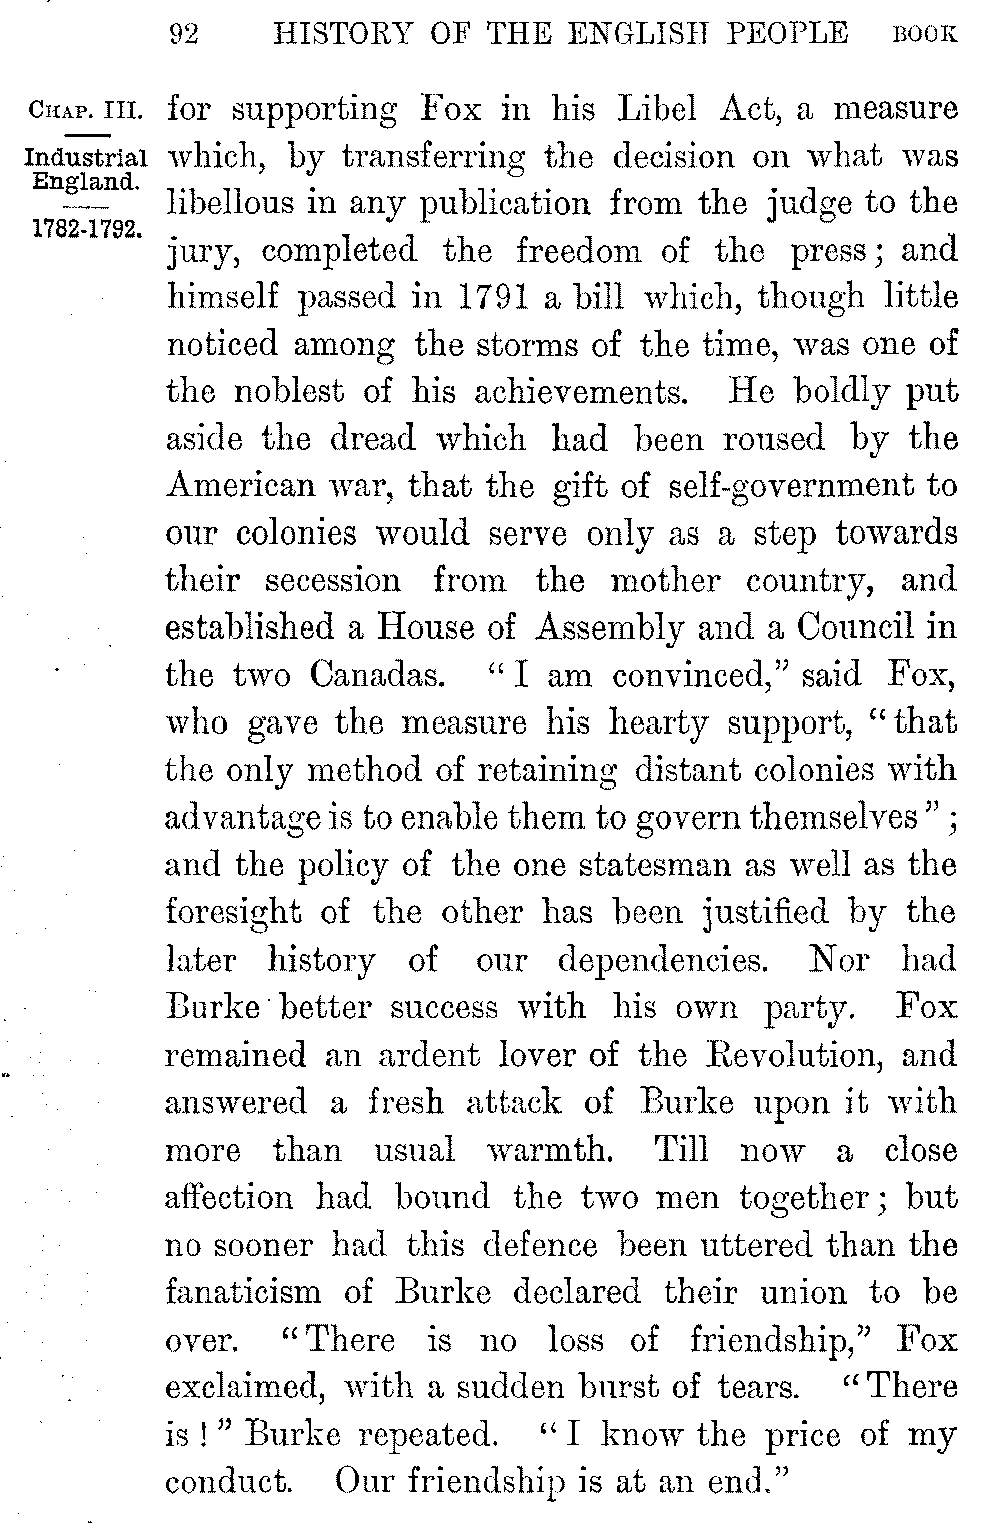 92 HISTORY OF THE ENGLISH PEOPLE BOOK
CHAP. III.
Industrial
England.
1782-1792.
for supporting Fox in his Libel Act, a measure
which, by transferring the decision on what was
libellous in any publication from the judge to the
jury, completed the freedom of the press; and
himself passed in 1791 a bill which, though little
noticed among the storms of the time, was one of
the noblest of his achievements. He boldly put
aside the dread which had been roused by the
American war, that the gift of self-government to
our colonies would serve only as a step towards
their secession from the mother country, and
established a House of Assembly and a Council in
the two Canadas. "I am convinced," said Fox,
who gave the measure his hearty support, "that
the only method of retaining distant colonies with
advantage is to enable them to govern themselves";
and the policy of the one statesman as well as the
foresight of the other has been justified by the
later history of our dependencies. Nor had
Burke better success with his own party. Fox
remained an ardent lover of the Revolution, and
answered a fresh attack of Burke upon it with
more than usual warmth. Till now a close
affection had bound the two men together; but
no sooner had this defence been uttered than the
fanaticism of Burke declared their union to be
over. "There is no loss of friendship," Fox
exclaimed, with a sudden burst of tears. "There
is!" Burke repeated. "I know the price of my
conduct. Our friendship is at an end."